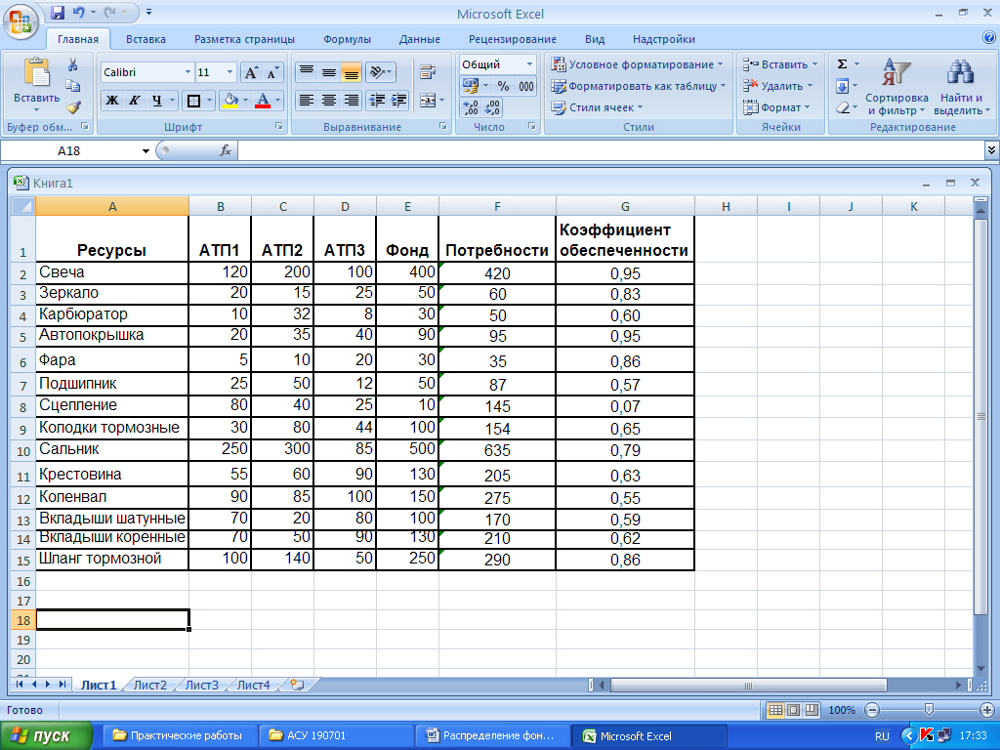 Microsoft Excel
Главная Вставка Разметка страницы Формулы Данные Рецензирование Вид Надстройки
Calibri 11 Общий Условное форматирование Вставить Σ
Ж К Ч % 000 Форматировать как таблицу Удалить
Вставить Стили ячеек Формат Сортировка и фильтр Найти и выделить
Буфер обм... Шрифт Выравнивание Число Стили Ячейки Редактирование
A18 fx
Книга1
A B C D E F G H I J K
1 Ресурсы АТП1 АТП2 АТП3 Фонд Потребности Коэффициент обеспеченности
2 Свеча 120 200 100 400 420 0,95
3 Зеркало 20 15 25 50 60 0,83
4 Карбюратор 10 32 8 30 50 0,60
5 Автопокрышка 20 35 40 90 95 0,95
6 Фара 5 10 20 30 35 0,86
7 Подшипник 25 50 12 50 87 0,57
8 Сцепление 80 40 25 10 145 0,07
9 Колодки тормозные 30 80 44 100 154 0,65
10 Сальник 250 300 85 500 635 0,79
11 Крестовина 55 60 90 130 205 0,63
12 Коленвал 90 85 100 150 275 0,55
13 Вкладыши шатунные 70 20 80 100 170 0,59
14 Вкладыши коренные 70 50 90 130 210 0,62
15 Шланг тормозной 100 140 50 250 290 0,86
16
17
18
19
20
21
Лист1 Лист2 Лист3 Лист4
Готово 100%
пуск Практические работы АСУ 190701 Распределение фон... Microsoft Excel RU 17:33